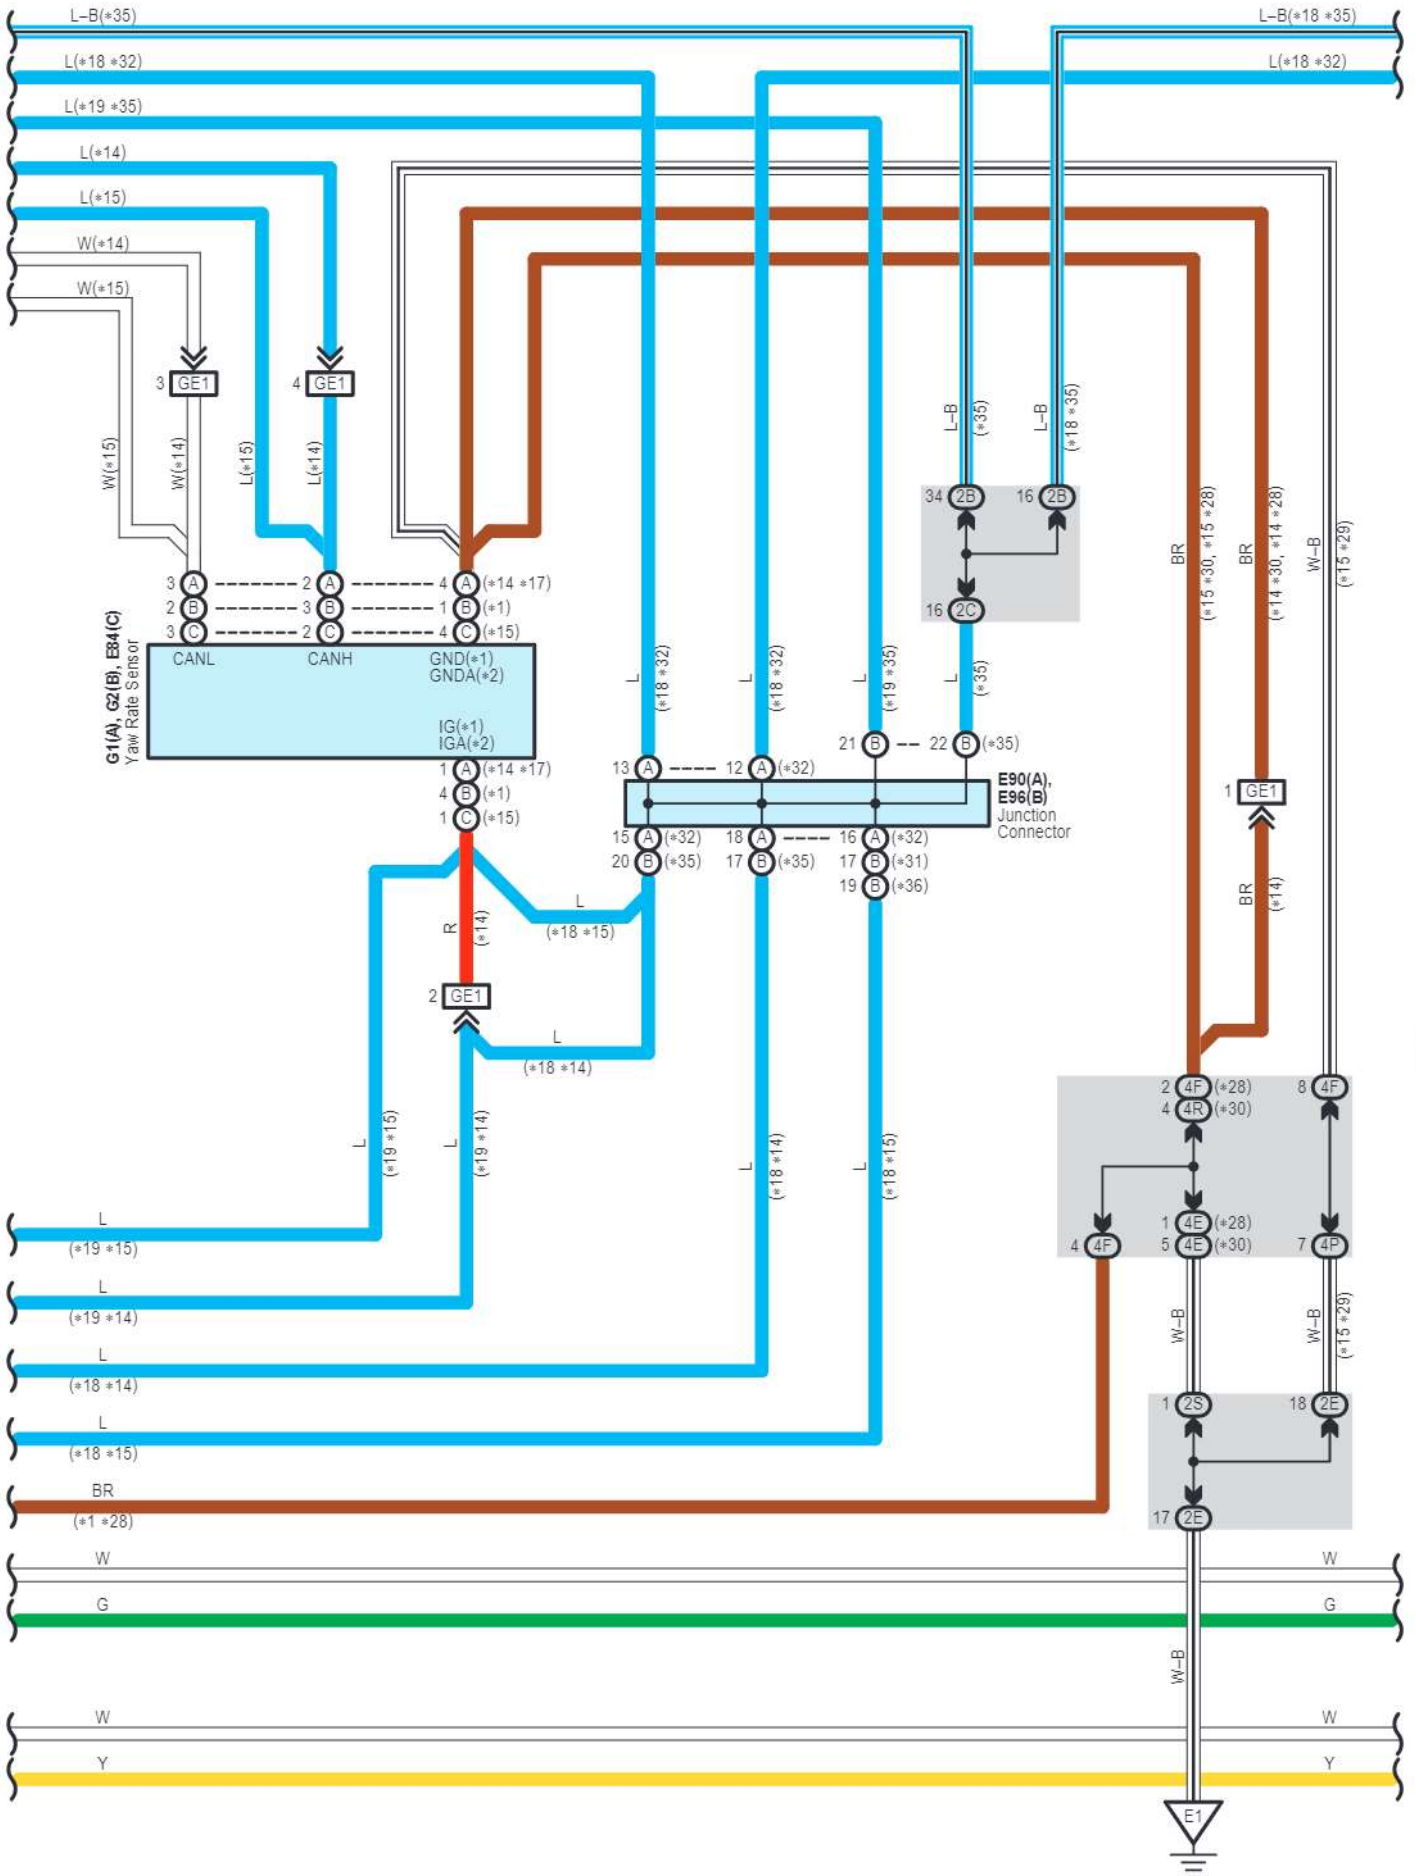 L–B(*35)
L–B(*18 *35)
L(*18 *32)
L(*18 *32)
L(*19 *35)
L(*14)
L(*15)
W(*14)
W(*15)
3 GE1
4 GE1
W(*15)
W(*14)
L(*15)
L(*14)
L–B
(*35)
L–B
(*18 *35)
34 2B
16 2B
16 2C
BR
(*15 *30, *15 *28)
BR
(*14 *30, *14 *28)
W–B
(*15 *29)
3 A 2 A 4 A (*14 *17)
2 B 3 B 1 B (*1)
3 C 2 C 4 C (*15)
G1(A), G2(B), E84(C)
Yaw Rate Sensor
CANL
CANH
GND(*1)
GNDA(*2)
IG(*1)
IGA(*2)
1 A (*14 *17)
4 B (*1)
1 C (*15)
L
(*18 *32)
L
(*18 *32)
L
(*19 *35)
L
(*35)
21 B 22 B (*35)
13 A 12 A (*32)
E90(A),
E96(B)
Junction
Connector
15 A (*32) 18 A 16 A (*32)
20 B (*35) 17 B (*35) 17 B (*31)
19 B (*36)
1 GE1
BR
(*14)
L
(*18 *15)
R
(*14)
2 GE1
L
(*18 *14)
L
(*19 *15)
L
(*19 *14)
L
(*18 *14)
L
(*18 *15)
2 4F (*28) 8 4F
4 4R (*30)
1 4E (*28)
4 4F 5 4E (*30) 7 4P
L
(*19 *15)
L
(*19 *14)
L
(*18 *14)
L
(*18 *15)
W–B
W–B
(*15 *29)
1 2S 18 2E
17 2E
BR
(*1 *28)
W
W
G
G
W–B
W
W
Y
Y
E1